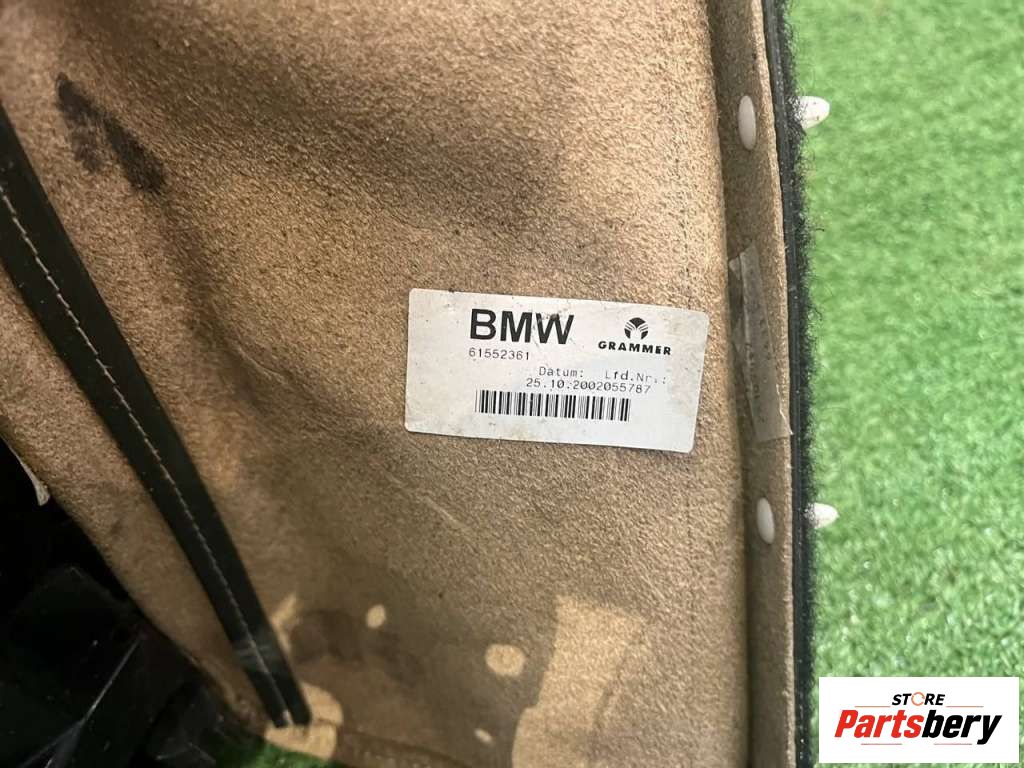 BMW
GRAMMER
61552361
Datum: Lfd.Nr.:
25.10.2002055787
STORE
Partsbery